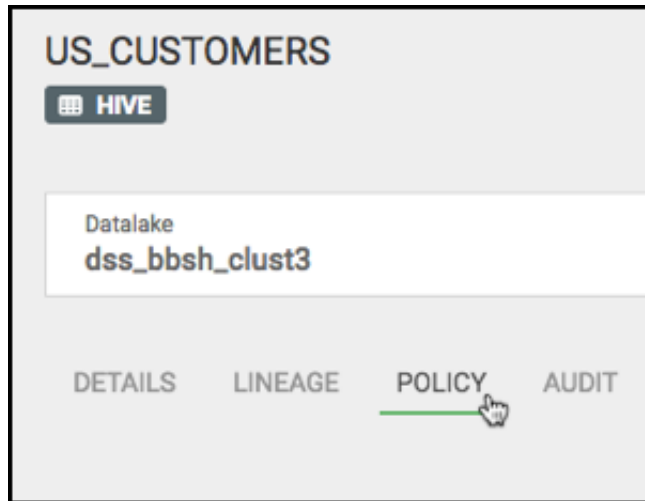 US_CUSTOMERS
HIVE
Datalake
dss_bbsh_clust3
DETAILS LINEAGE POLICY AUDIT